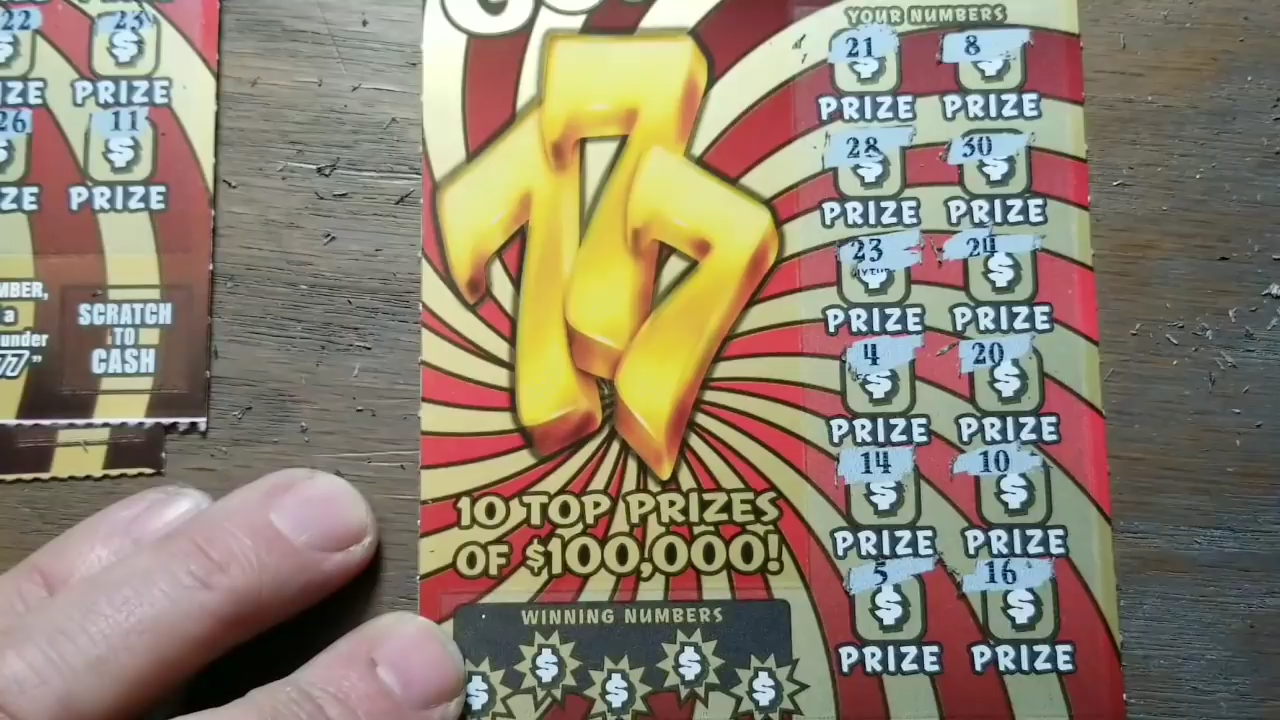 22 23
PRIZE
26 11
PRIZE
MBER,
a
under
77"
SCRATCH
TO
CASH
777
10 TOP PRIZES
OF $100,000!
WINNING NUMBERS
$ $ $ $ $
YOUR NUMBERS
21 8
PRIZE PRIZE
28 30
PRIZE PRIZE
23 24
PRIZE PRIZE
4 20
PRIZE PRIZE
14 10
PRIZE PRIZE
5 16
PRIZE PRIZE